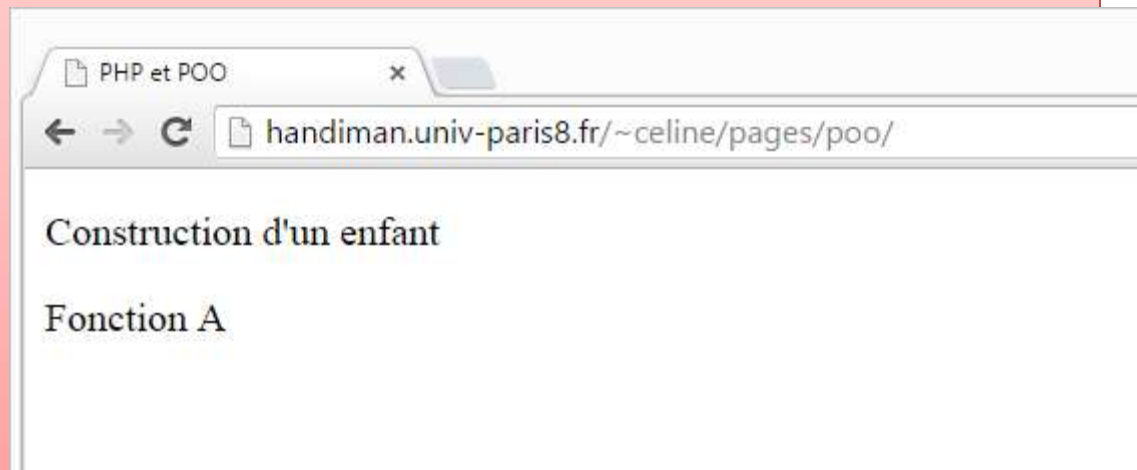 PHP et POO
handiman.univ-paris8.fr/~celine/pages/poo/
Construction d'un enfant
Fonction A